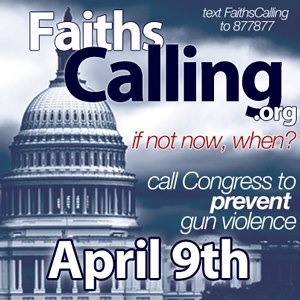 text FaithsCalling
to 877877
Faiths
Calling
.org
if not now, when?
call Congress to
prevent
gun violence
April 9th